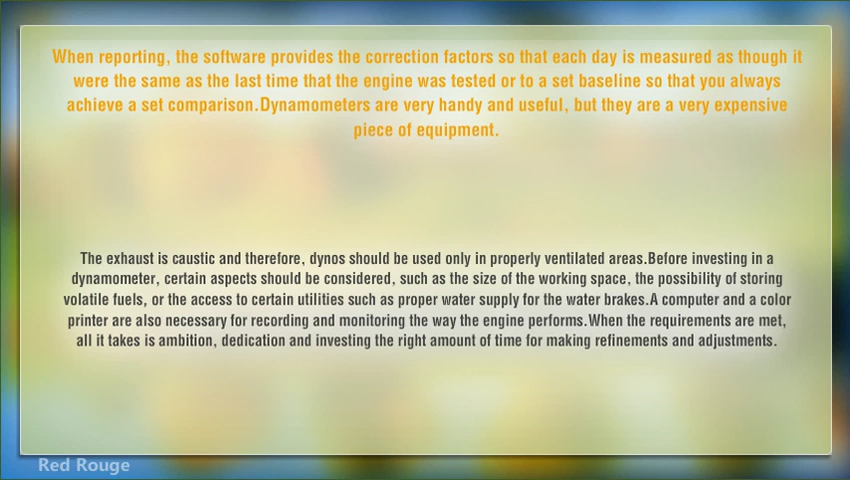 When reporting, the software provides the correction factors so that each day is measured as though it
were the same as the last time that the engine was tested or to a set baseline so that you always
achieve a set comparison.Dynamometers are very handy and useful, but they are a very expensive
piece of equipment.
The exhaust is caustic and therefore, dynos should be used only in properly ventilated areas.Before investing in a
dynamometer, certain aspects should be considered, such as the size of the working space, the possibility of storing
volatile fuels, or the access to certain utilities such as proper water supply for the water brakes.A computer and a color
printer are also necessary for recording and monitoring the way the engine performs.When the requirements are met,
all it takes is ambition, dedication and investing the right amount of time for making refinements and adjustments.
Red Rouge